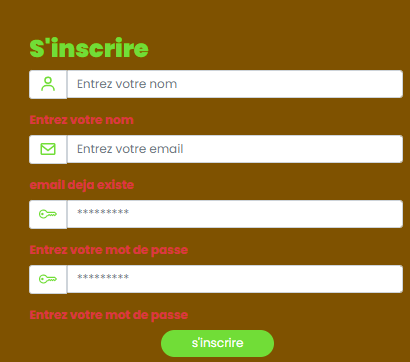 S'inscrire
Entrez votre nom
Entrez votre nom
Entrez votre email
email deja existe
*********
Entrez votre mot de passe
*********
Entrez votre mot de passe
s'inscrire